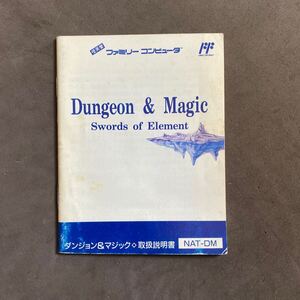 ファミリー コンピュータ
Dungeon & Magic
Swords of Element
ダンジョン&マジック◇取扱説明書 NAT-DM